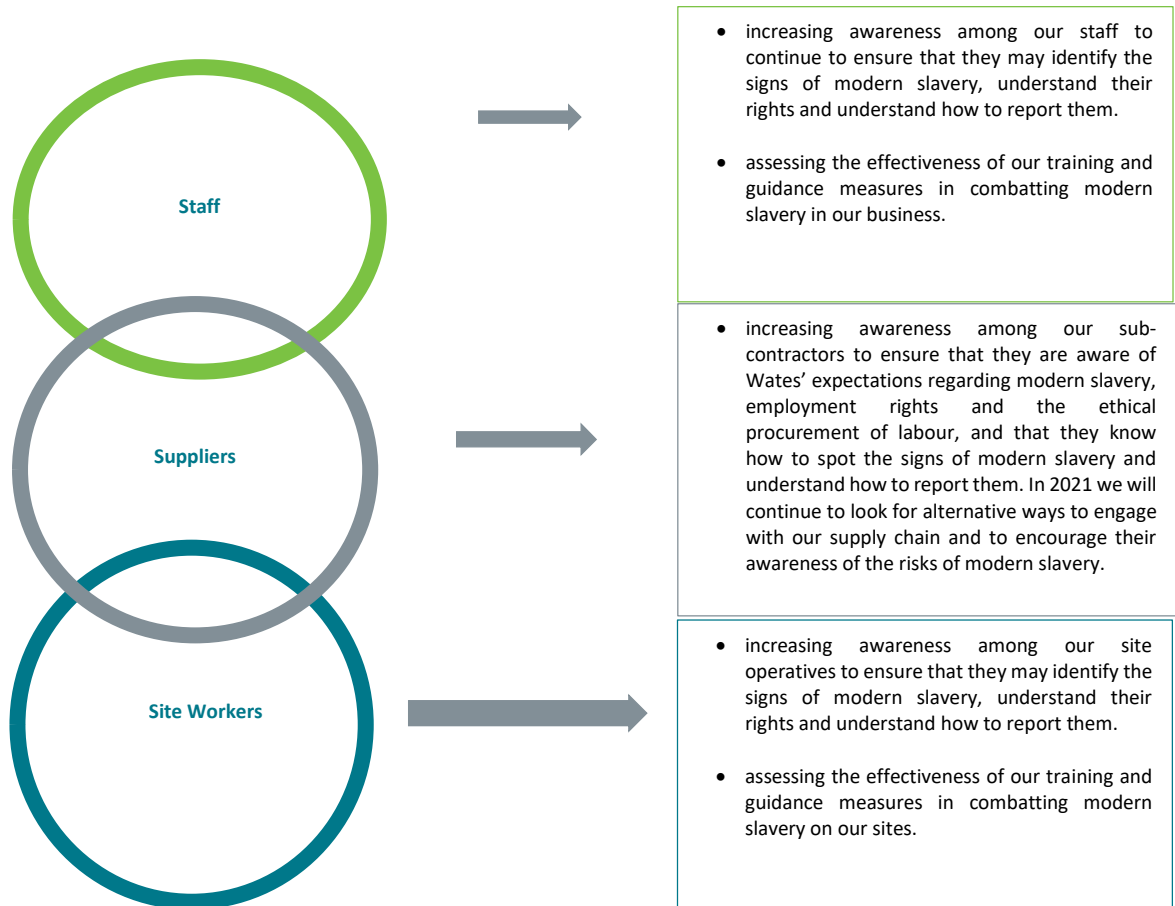 Staff
• increasing awareness among our staff to
continue to ensure that they may identify the
signs of modern slavery, understand their
rights and understand how to report them.
• assessing the effectiveness of our training and
guidance measures in combatting modern
slavery in our business.
Suppliers
• increasing awareness among our sub-
contractors to ensure that they are aware of
Wates’ expectations regarding modern slavery,
employment rights and the ethical
procurement of labour, and that they know
how to spot the signs of modern slavery and
understand how to report them. In 2021 we will
continue to look for alternative ways to engage
with our supply chain and to encourage their
awareness of the risks of modern slavery.
Site Workers
• increasing awareness among our site
operatives to ensure that they may identify the
signs of modern slavery, understand their
rights and understand how to report them.
• assessing the effectiveness of our training and
guidance measures in combatting modern
slavery on our sites.